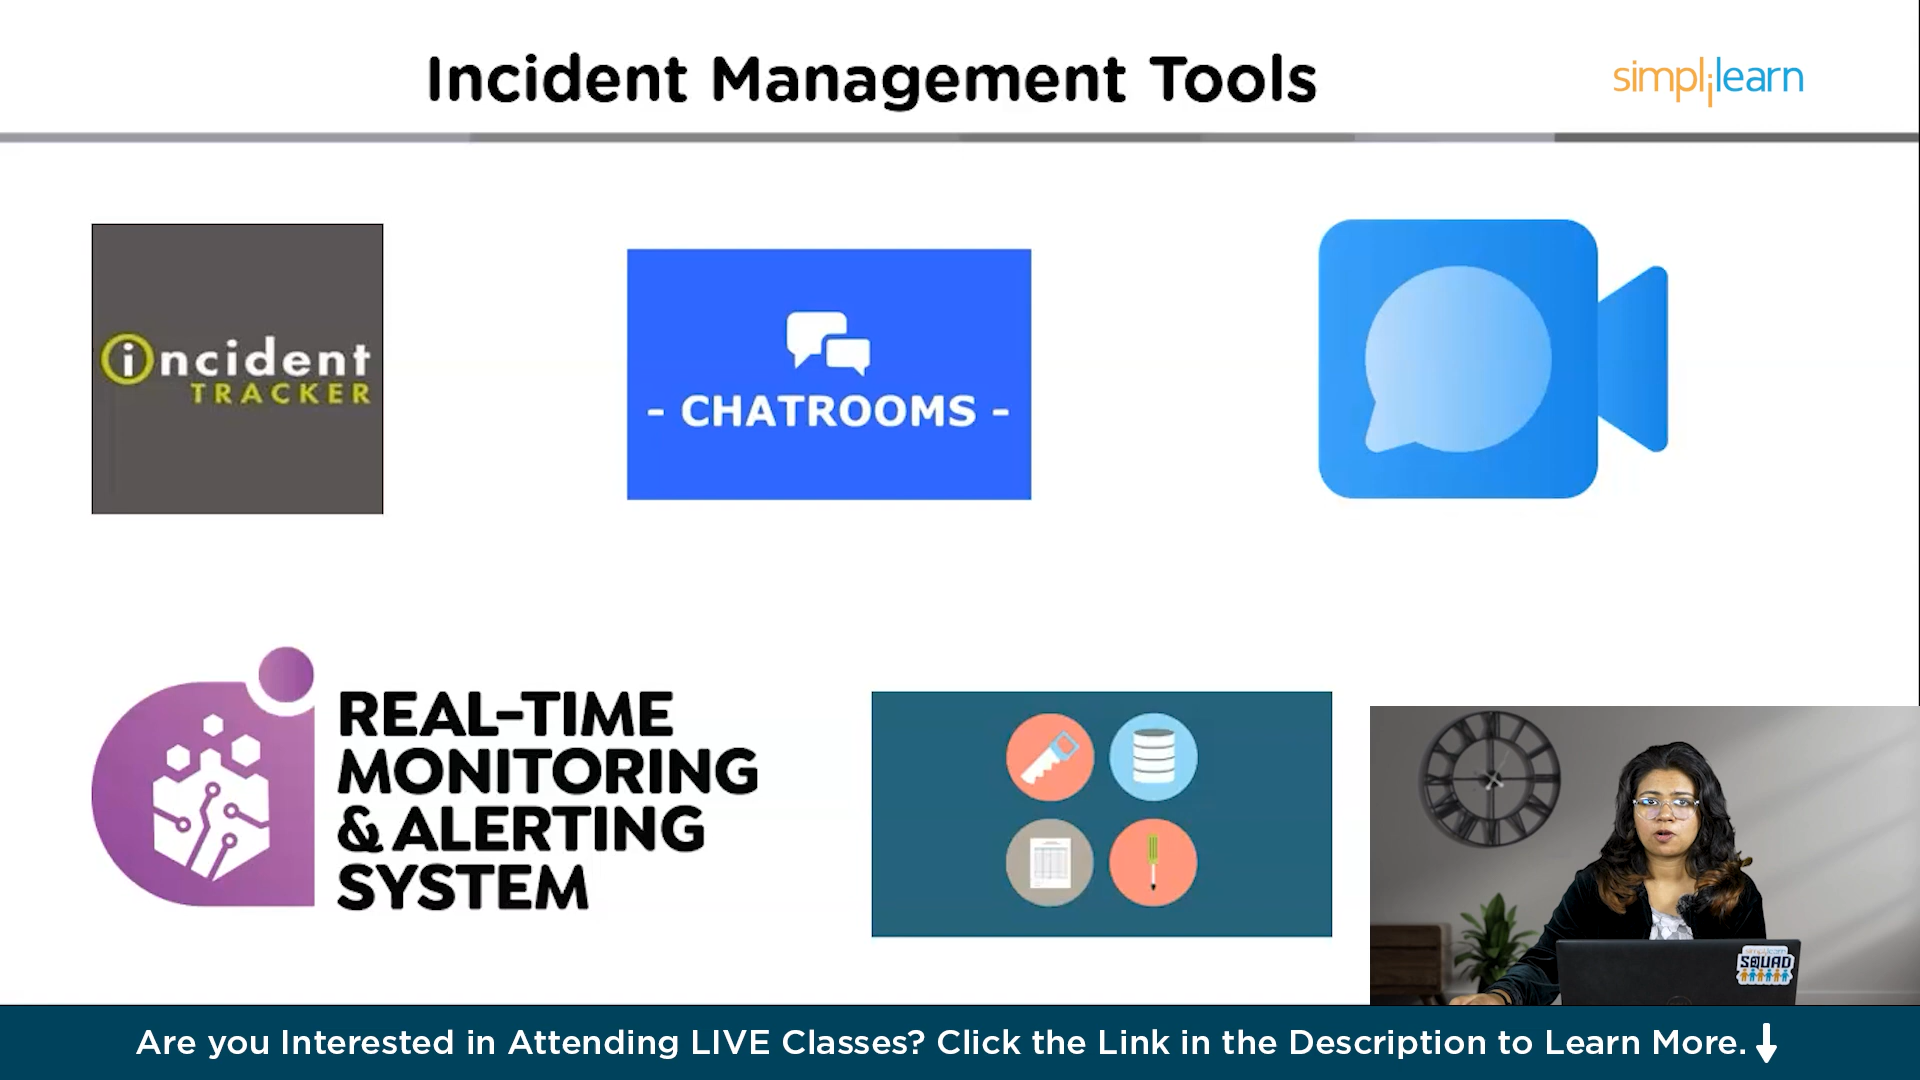 Incident Management Tools
simplilearn
incident
TRACKER
- CHATROOMS -
REAL-TIME
MONITORING
& ALERTING
SYSTEM
simplilearn
SQUAD
Are you Interested in Attending LIVE Classes? Click the Link in the Description to Learn More.